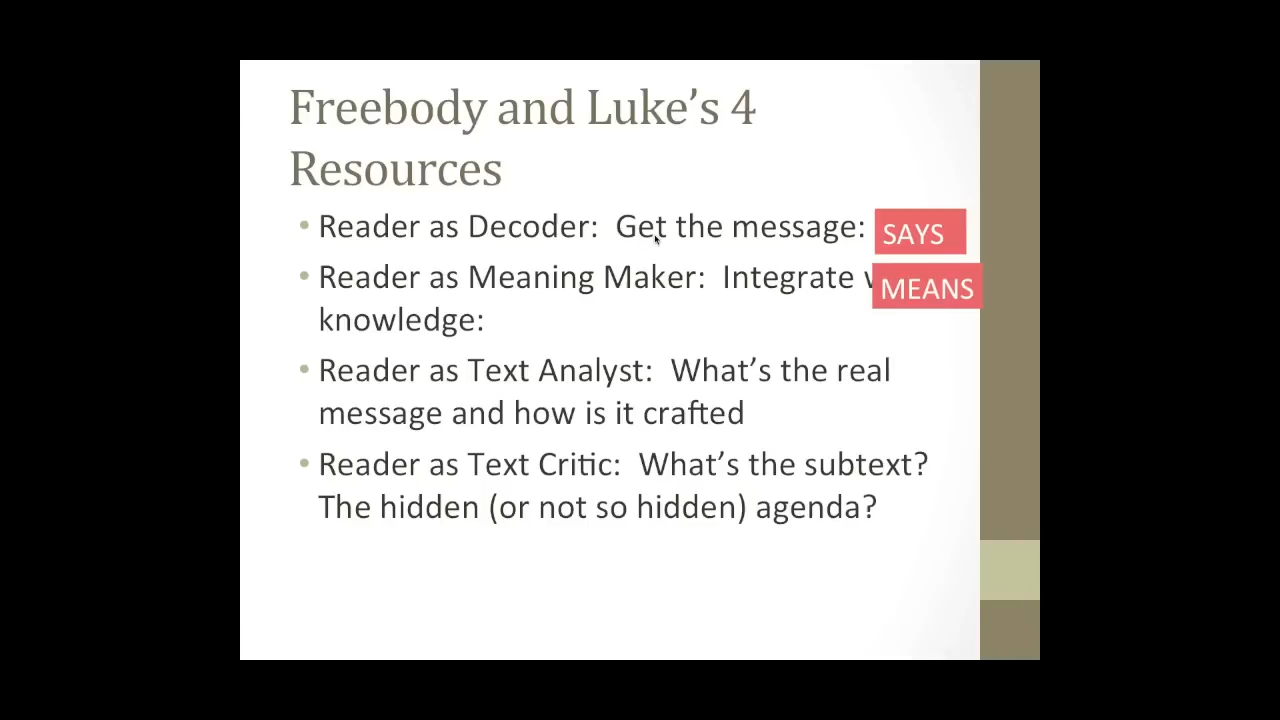 Freebody and Luke's 4
Resources
• Reader as Decoder:  Get the message: SAYS
• Reader as Meaning Maker:  Integrate MEANS
knowledge:
• Reader as Text Analyst:  What's the real
message and how is it crafted
• Reader as Text Critic:  What's the subtext?
The hidden (or not so hidden) agenda?